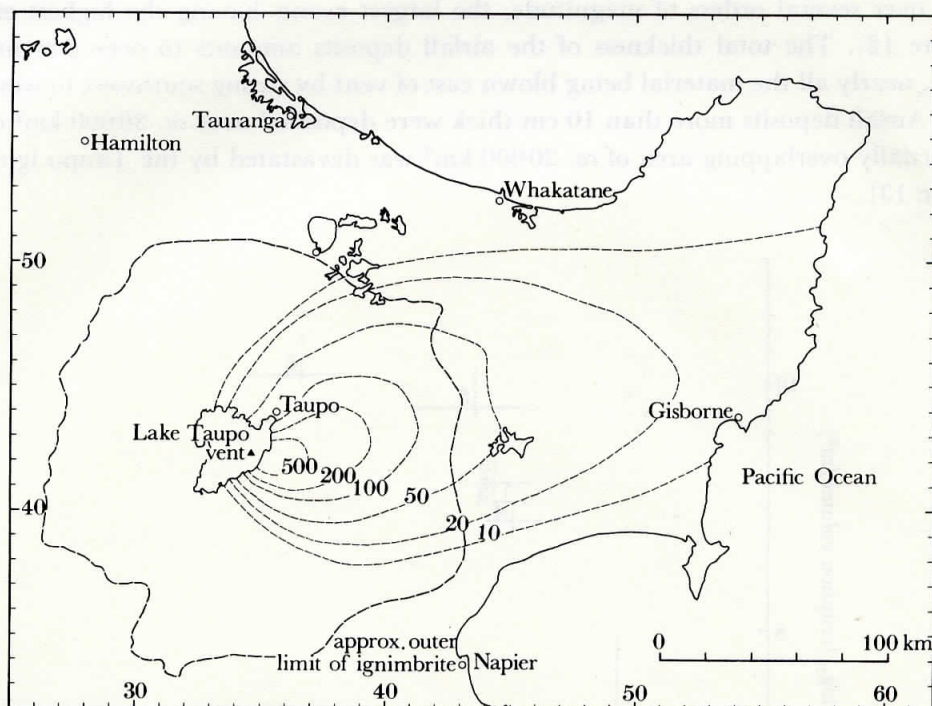 Tauranga
Hamilton
Whakatane
50
Taupo
Gisborne
Lake Taupo
vent
500
200
100
50
20
10
Pacific Ocean
40
approx. outer
limit of ignimbrite
Napier
0
100 km
30
40
50
60